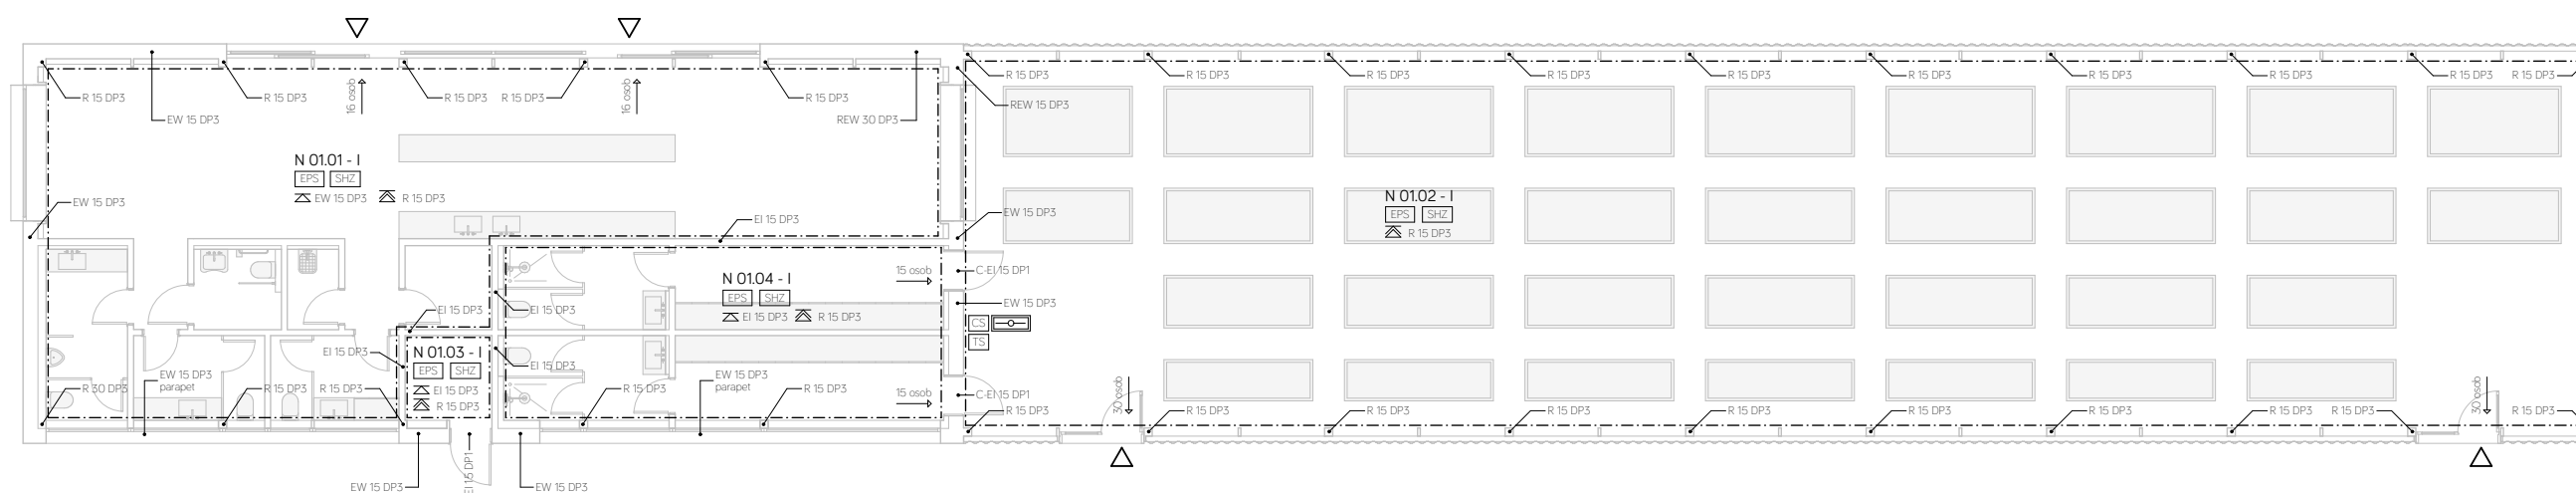 R 15 DP3
EW 15 DP3
R 15 DP3
16 osob
R 15 DP3
R 15 DP3
16 osob
R 15 DP3
REW 30 DP3
N 01.01 - I
EPS SHZ
EW 15 DP3 R 15 DP3
EW 15 DP3
EI 15 DP3
EI 15 DP3
EI 15 DP3
EI 15 DP3
EI 15 DP3
N 01.03 - I
EPS SHZ
EI 15 DP3
R 15 DP3
N 01.04 - I
EPS SHZ
EI 15 DP3 R 15 DP3
15 osob
15 osob
R 30 DP3
EW 15 DP3
parapet
R 15 DP3
R 15 DP3
R 15 DP3
EW 15 DP3
parapet
R 15 DP3
EW 15 DP3
EI 15 DP1
EW 15 DP3
R 15 DP3
REW 15 DP3
EW 15 DP3
C-EI 15 DP1
EW 15 DP3
CS
TS
C-EI 15 DP1
R 15 DP3
R 15 DP3
R 15 DP3
R 15 DP3
R 15 DP3
R 15 DP3
R 15 DP3
R 15 DP3
R 15 DP3
R 15 DP3
N 01.02 - I
EPS SHZ
R 15 DP3
30 osob
R 15 DP3
R 15 DP3
R 15 DP3
R 15 DP3
R 15 DP3
R 15 DP3
R 15 DP3
R 15 DP3
30 osob
R 15 DP3